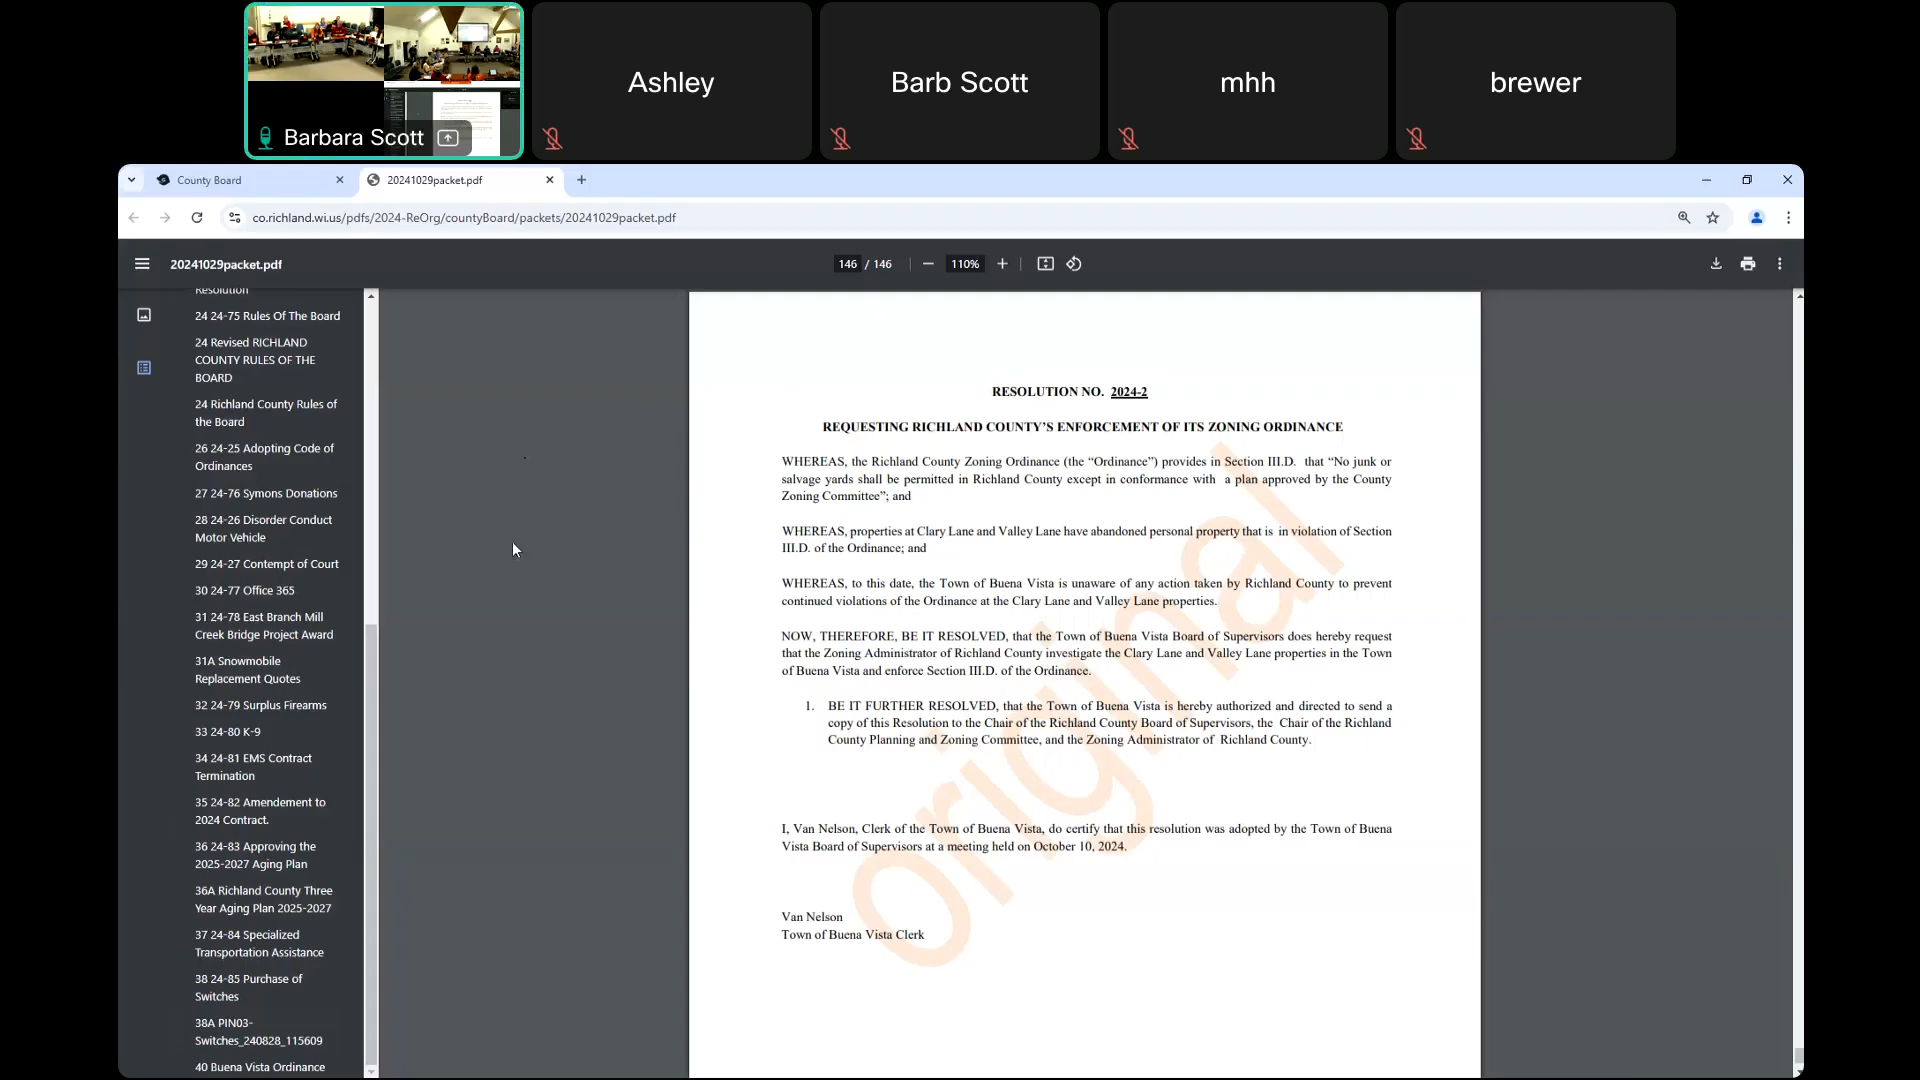 Barbara Scott
Ashley
Barb Scott
mhh
brewer
County Board
20241029packet.pdf
co.richland.wi.us/pdfs/2024-ReOrg/countyBoard/packets/20241029packet.pdf
20241029packet.pdf
146 / 146
110%
Resolution
24 24-75 Rules Of The Board
24 Revised RICHLAND
COUNTY RULES OF THE
BOARD
24 Richland County Rules of
the Board
26 24-25 Adopting Code of
Ordinances
27 24-76 Symons Donations
28 24-26 Disorder Conduct
Motor Vehicle
29 24-27 Contempt of Court
30 24-77 Office 365
31 24-78 East Branch Mill
Creek Bridge Project Award
31A Snowmobile
Replacement Quotes
32 24-79 Surplus Firearms
33 24-80 K-9
34 24-81 EMS Contract
Termination
35 24-82 Amendement to
2024 Contract.
36 24-83 Approving the
2025-2027 Aging Plan
36A Richland County Three
Year Aging Plan 2025-2027
37 24-84 Specialized
Transportation Assistance
38 24-85 Purchase of
Switches
38A PIN03-
Switches_240828_115609
40 Buena Vista Ordinance
RESOLUTION NO. 2024-2
REQUESTING RICHLAND COUNTY'S ENFORCEMENT OF ITS ZONING ORDINANCE
WHEREAS, the Richland County Zoning Ordinance (the “Ordinance”) provides in Section III.D. that “No junk or
salvage yards shall be permitted in Richland County except in conformance with a plan approved by the County
Zoning Committee”; and
WHEREAS, properties at Clary Lane and Valley Lane have abandoned personal property that is in violation of Section
III.D. of the Ordinance; and
WHEREAS, to this date, the Town of Buena Vista is unaware of any action taken by Richland County to prevent
continued violations of the Ordinance at the Clary Lane and Valley Lane properties.
NOW, THEREFORE, BE IT RESOLVED, that the Town of Buena Vista Board of Supervisors does hereby request
that the Zoning Administrator of Richland County investigate the Clary Lane and Valley Lane properties in the Town
of Buena Vista and enforce Section III.D. of the Ordinance.
1. BE IT FURTHER RESOLVED, that the Town of Buena Vista is hereby authorized and directed to send a
copy of this Resolution to the Chair of the Richland County Board of Supervisors, the Chair of the Richland
County Planning and Zoning Committee, and the Zoning Administrator of Richland County.
I, Van Nelson, Clerk of the Town of Buena Vista, do certify that this resolution was adopted by the Town of Buena
Vista Board of Supervisors at a meeting held on October 10, 2024.
Van Nelson
Town of Buena Vista Clerk
original